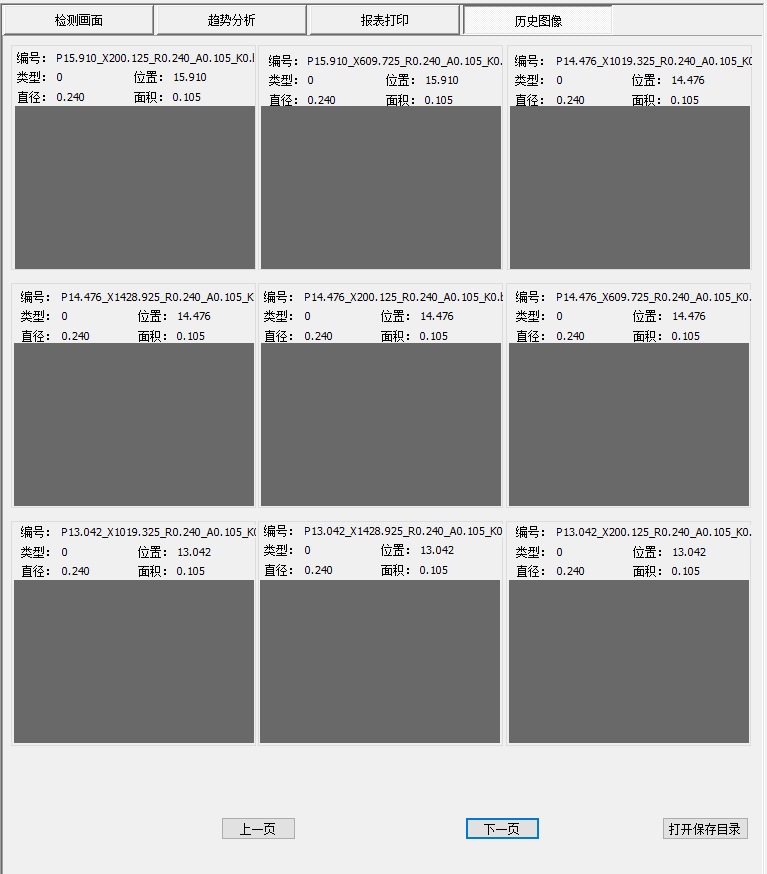 检测画面 趋势分析 报表打印 历史图像
编号: P15.910_X200.125_R0.240_A0.105_K0.
类型: 0 位置: 15.910
直径: 0.240 面积: 0.105
编号: P15.910_X609.725_R0.240_A0.105_K0.
类型: 0 位置: 15.910
直径: 0.240 面积: 0.105
编号: P14.476_X1019.325_R0.240_A0.105_K0
类型: 0 位置: 14.476
直径: 0.240 面积: 0.105
编号: P14.476_X1428.925_R0.240_A0.105_K
类型: 0 位置: 14.476
直径: 0.240 面积: 0.105
编号: P14.476_X200.125_R0.240_A0.105_K0.
类型: 0 位置: 14.476
直径: 0.240 面积: 0.105
编号: P14.476_X609.725_R0.240_A0.105_K0.
类型: 0 位置: 14.476
直径: 0.240 面积: 0.105
编号: P13.042_X1019.325_R0.240_A0.105_K0
类型: 0 位置: 13.042
直径: 0.240 面积: 0.105
编号: P13.042_X1428.925_R0.240_A0.105_K0
类型: 0 位置: 13.042
直径: 0.240 面积: 0.105
编号: P13.042_X200.125_R0.240_A0.105_K0.
类型: 0 位置: 13.042
直径: 0.240 面积: 0.105
上一页 下一页 打开保存目录